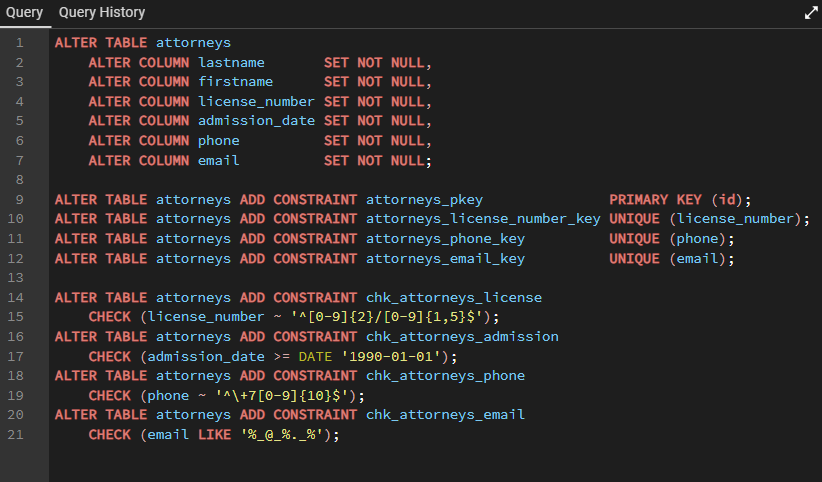 Query Query History
1 ALTER TABLE attorneys
2 ALTER COLUMN lastname SET NOT NULL,
3 ALTER COLUMN firstname SET NOT NULL,
4 ALTER COLUMN license_number SET NOT NULL,
5 ALTER COLUMN admission_date SET NOT NULL,
6 ALTER COLUMN phone SET NOT NULL,
7 ALTER COLUMN email SET NOT NULL;
8
9 ALTER TABLE attorneys ADD CONSTRAINT attorneys_pkey PRIMARY KEY (id);
10 ALTER TABLE attorneys ADD CONSTRAINT attorneys_license_number_key UNIQUE (license_number);
11 ALTER TABLE attorneys ADD CONSTRAINT attorneys_phone_key UNIQUE (phone);
12 ALTER TABLE attorneys ADD CONSTRAINT attorneys_email_key UNIQUE (email);
13
14 ALTER TABLE attorneys ADD CONSTRAINT chk_attorneys_license
15 CHECK (license_number ~ '^[0-9]{2}/[0-9]{1,5}$');
16 ALTER TABLE attorneys ADD CONSTRAINT chk_attorneys_admission
17 CHECK (admission_date >= DATE '1990-01-01');
18 ALTER TABLE attorneys ADD CONSTRAINT chk_attorneys_phone
19 CHECK (phone ~ '^\+7[0-9]{10}$');
20 ALTER TABLE attorneys ADD CONSTRAINT chk_attorneys_email
21 CHECK (email LIKE '%_@_%._%');